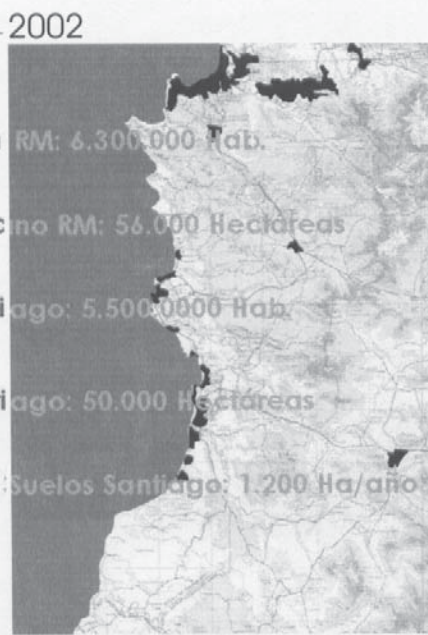 2002
RM: 6.300.000 Hab.
no RM: 56.000 Hectáreas
iago: 5.500.0000 Hab.
iago: 50.000 Hectáreas
Suelos Santiago: 1.200 Ha/año